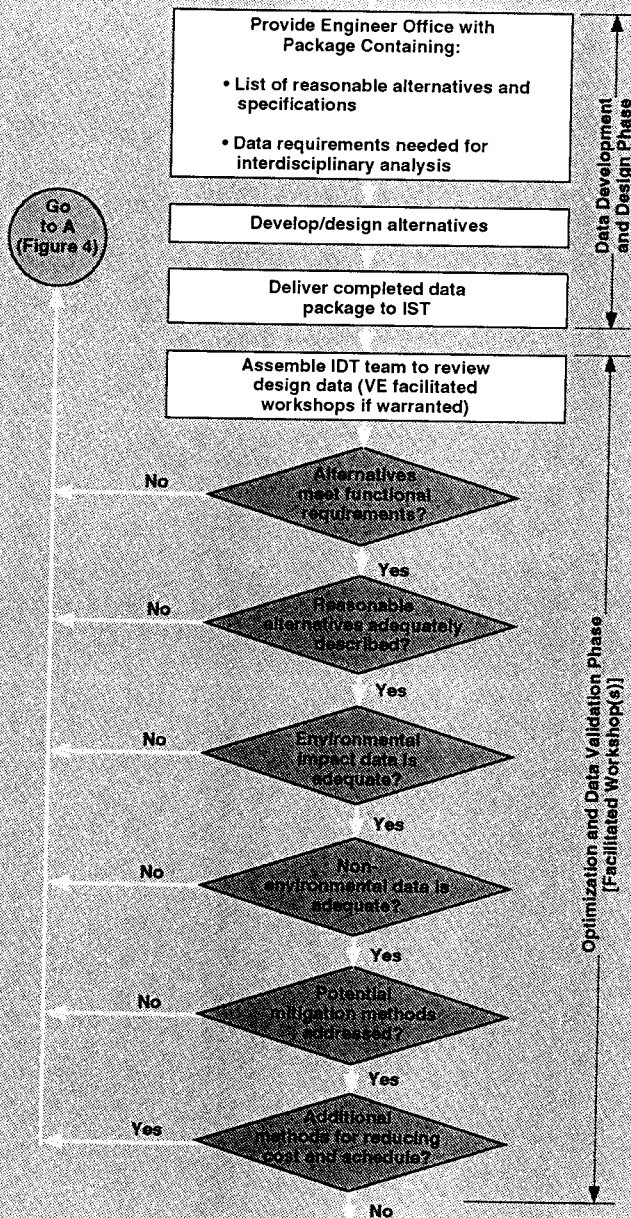 Provide Engineer Office with
Package Containing:
• List of reasonable alternatives and
specifications
• Data requirements needed for
interdisciplinary analysis
Data Development
and Design Phase
Go
to A
(Figure 4)
Develop/design alternatives
Deliver completed data
package to IST
Assemble IDT team to review
design data (VE facilitated
workshops if warranted)
Alternatives
meet functional
requirements?
No
Yes
Reasonable
alternatives adequately
described?
No
Yes
Environmental
impact data is
adequate?
No
Yes
Non-
environmental data is
adequate?
No
Yes
Potential
mitigation methods
addressed?
No
Yes
Additional
methods for reducing
cost and schedule?
Yes
No
Optimization and Data Validation Phase
[Facilitated Workshop(s)]